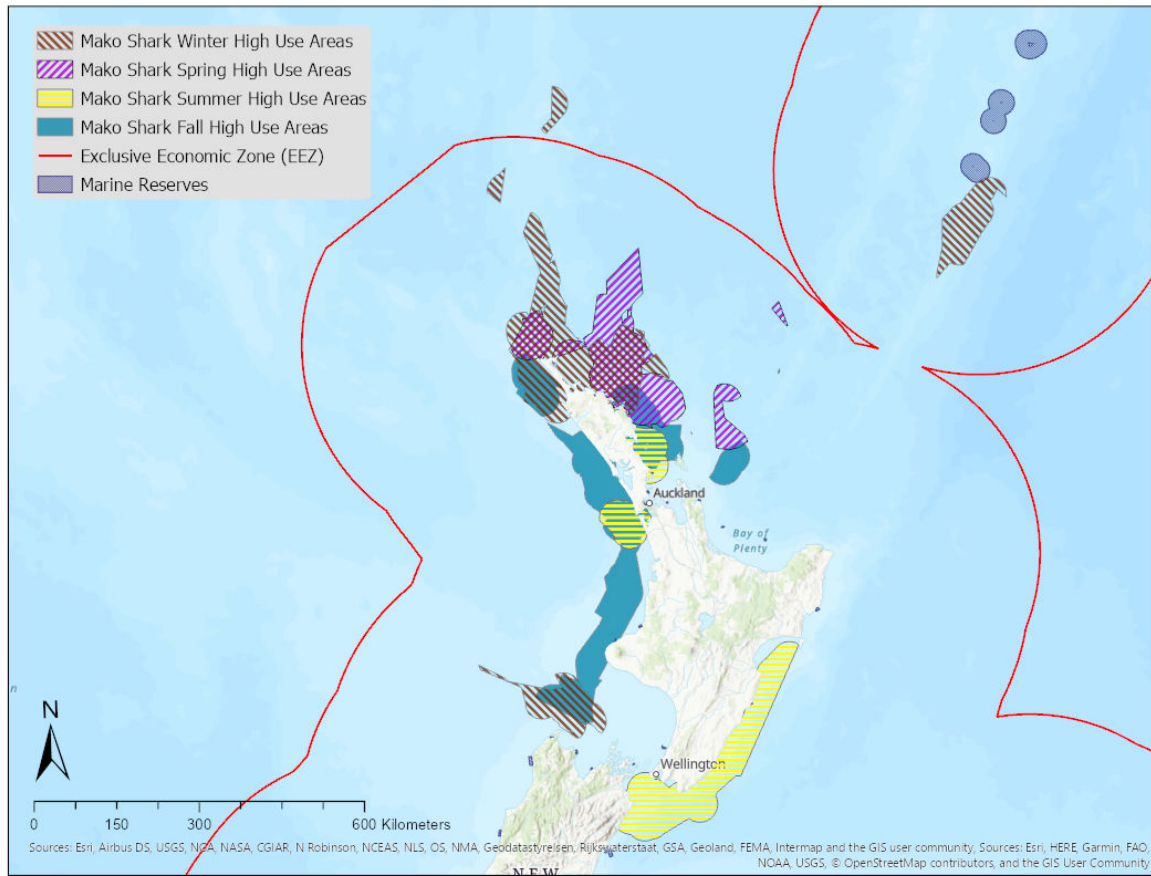 Mako Shark Winter High Use Areas
Mako Shark Spring High Use Areas
Mako Shark Summer High Use Areas
Mako Shark Fall High Use Areas
Exclusive Economic Zone (EEZ)
Marine Reserves
Auckland
Bay of
Plenty
n
N
Wellington
0 150 300 600 Kilometers
Sources: Esri, Airbus DS, USGS, NGA, NASA, CGIAR, N Robinson, NCEAS, NLS, OS, NMA, Geodatastyrelsen, Rijkswaterstaat, GSA, Geoland, FEMA, Intermap and the GIS user community, Sources: Esri, HERE, Garmin, FAO,
NOAA, USGS, © OpenStreetMap contributors, and the GIS User Community
NEW